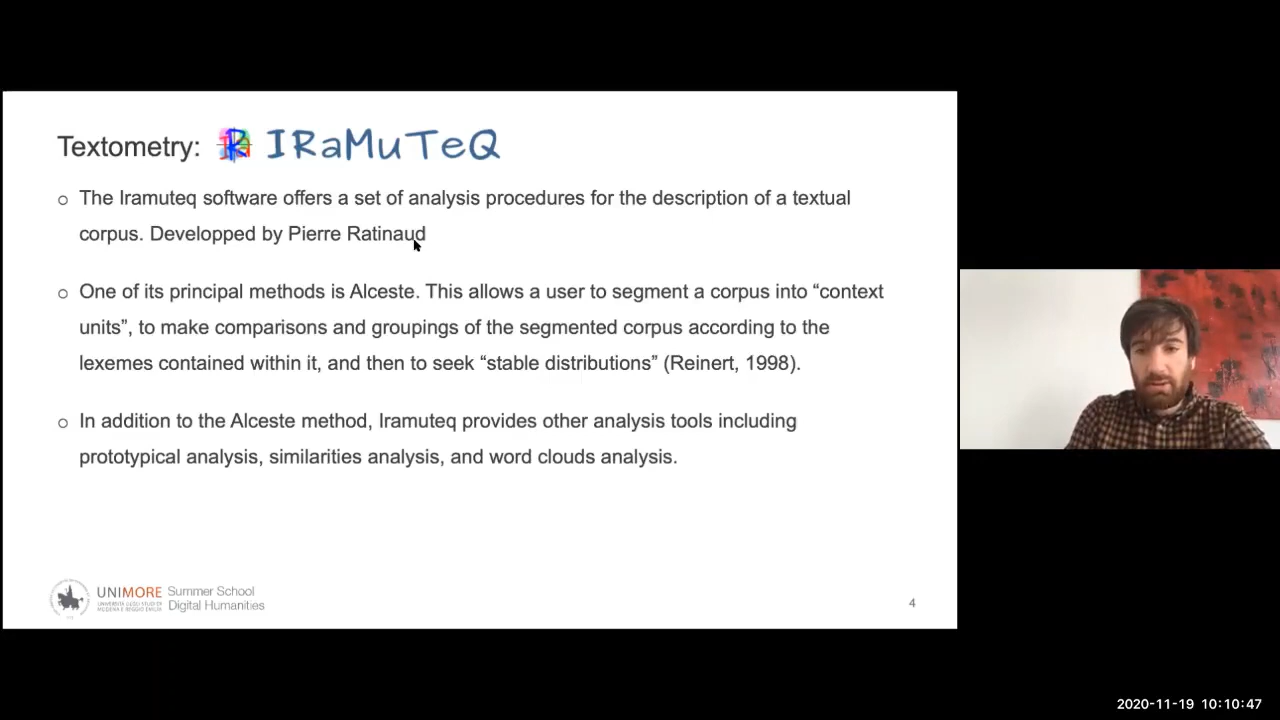 Textometry: IRaMuTeQ
The Iramuteq software offers a set of analysis procedures for the description of a textual
corpus. Developped by Pierre Ratinaud
One of its principal methods is Alceste. This allows a user to segment a corpus into “context
units”, to make comparisons and groupings of the segmented corpus according to the
lexemes contained within it, and then to seek “stable distributions” (Reinert, 1998).
In addition to the Alceste method, Iramuteq provides other analysis tools including
prototypical analysis, similarities analysis, and word clouds analysis.
UNIMORE
UNIVERSITÀ DEGLI STUDI DI
MODENA E REGGIO EMILIA
Summer School
Digital Humanities
4
2020-11-19 10:10:47